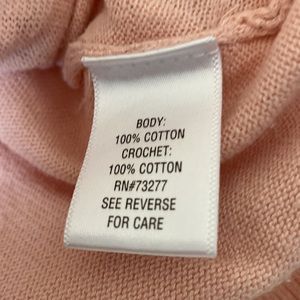 BODY:
100% COTTON
CROCHET:
100% COTTON
RN#73277
SEE REVERSE
FOR CARE